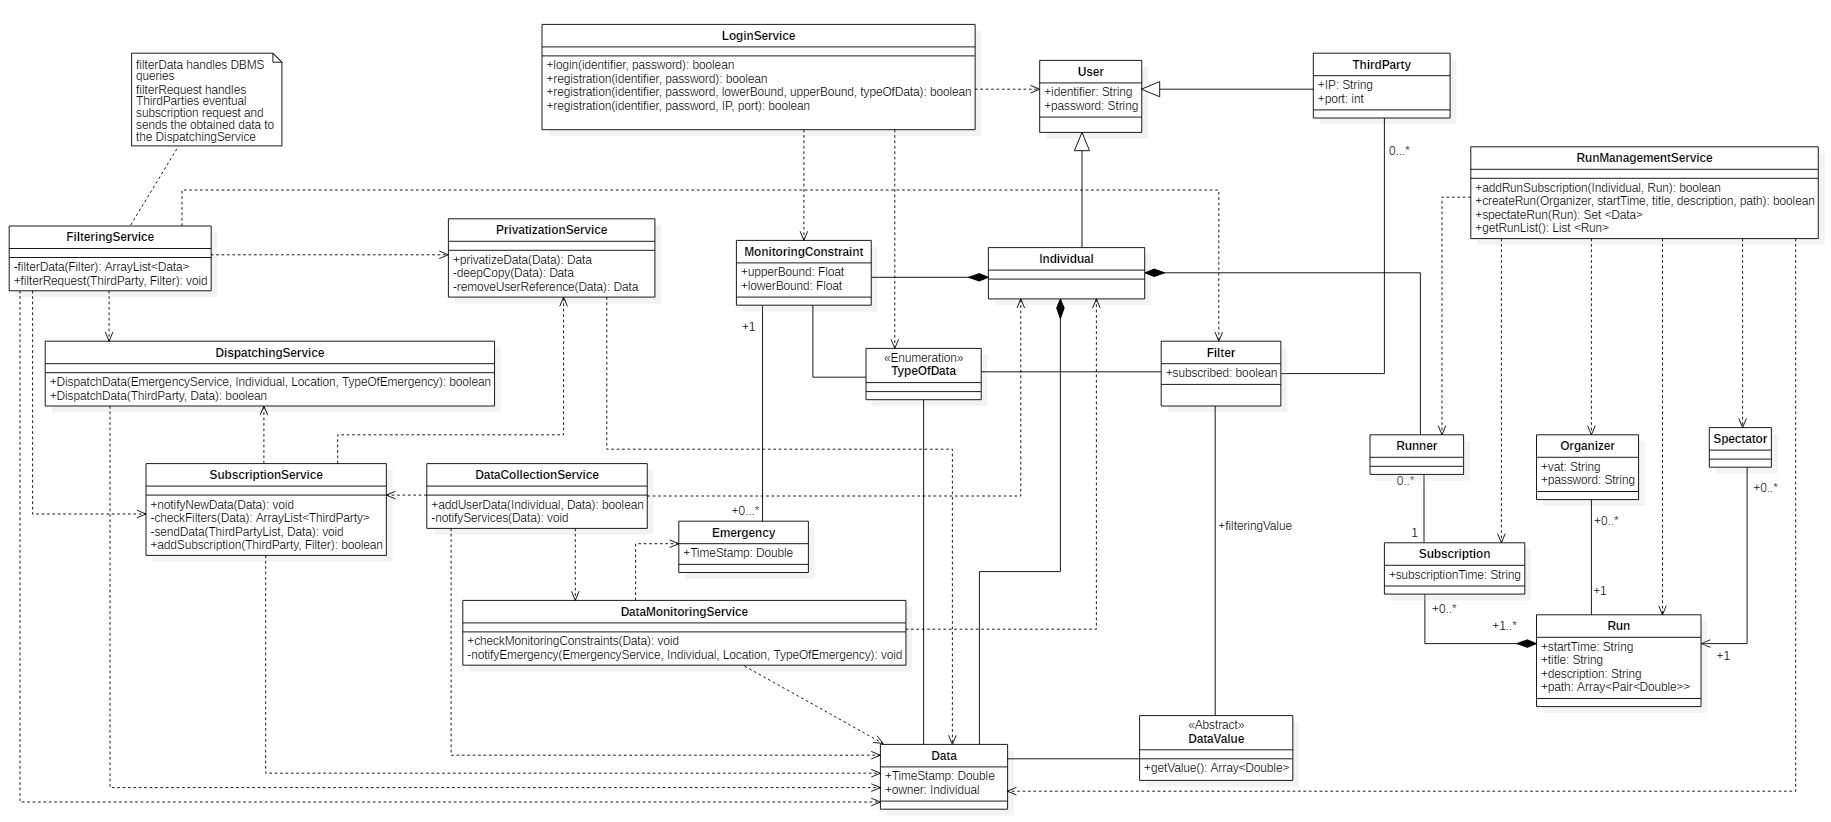 LoginService
+login(identifier, password): boolean
+registration(identifier, password): boolean
+registration(identifier, password, lowerBound, upperBound, typeOfData): boolean
+registration(identifier, password, IP, port): boolean
filterData handles DBMS
queries
filterRequest handles
ThirdParties eventual
subscription request and
sends the obtained data to
the DispatchingService
User
+identifier: String
+password: String
ThirdParty
+IP: String
+port: int
0...*
RunManagementService
+addRunSubscription(Individual, Run): boolean
+createRun(Organizer, startTime, title, description, path): boolean
+spectateRun(Run): Set <Data>
+getRunList(): List <Run>
FilteringService
-filterData(Filter): ArrayList<Data>
+filterRequest(ThirdParty, Filter): void
PrivatizationService
+privatizeData(Data): Data
-deepCopy(Data): Data
-removeUserReference(Data): Data
MonitoringConstraint
+upperBound: Float
+lowerBound: Float
+1
Individual
DispatchingService
+DispatchData(EmergencyService, Individual, Location, TypeOfEmergency): boolean
+DispatchData(ThirdParty, Data): boolean
«Enumeration»
TypeOfData
Filter
+subscribed: boolean
Runner
0..*
Organizer
+vat: String
+password: String
+0..*
Spectator
+0..*
SubscriptionService
+notifyNewData(Data): void
-checkFilters(Data): ArrayList<ThirdParty>
-sendData(ThirdPartyList, Data): void
+addSubscription(ThirdParty, Filter): boolean
DataCollectionService
+addUserData(Individual, Data): boolean
-notifyServices(Data): void
+0...*
Emergency
+TimeStamp: Double
+filteringValue
1
Subscription
+subscriptionTime: String
+0..*
+1
DataMonitoringService
+checkMonitoringConstraints(Data): void
-notifyEmergency(EmergencyService, Individual, Location, TypeOfEmergency): void
+1..*
Run
+startTime: String
+title: String
+description: String
+path: Array<Pair<Double>>
+1
«Abstract»
DataValue
+getValue(): Array<Double>
Data
+TimeStamp: Double
+owner: Individual